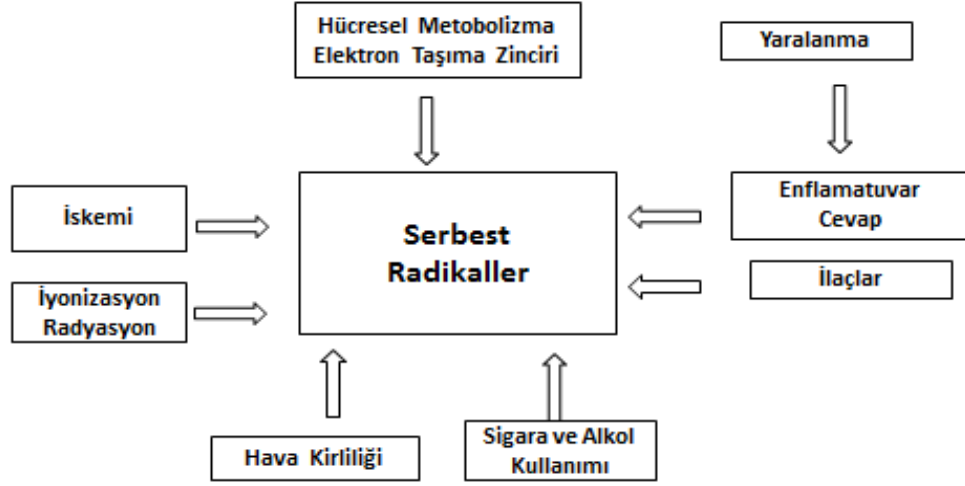 Hücresel Metobolizma
Elektron Taşıma Zinciri
Yaralanma
İskemi
Serbest
Radikaller
Enflamatuvar
Cevap
İlaçlar
İyonizasyon
Radyasyon
Hava Kirliliği
Sigara ve Alkol
Kullanımı